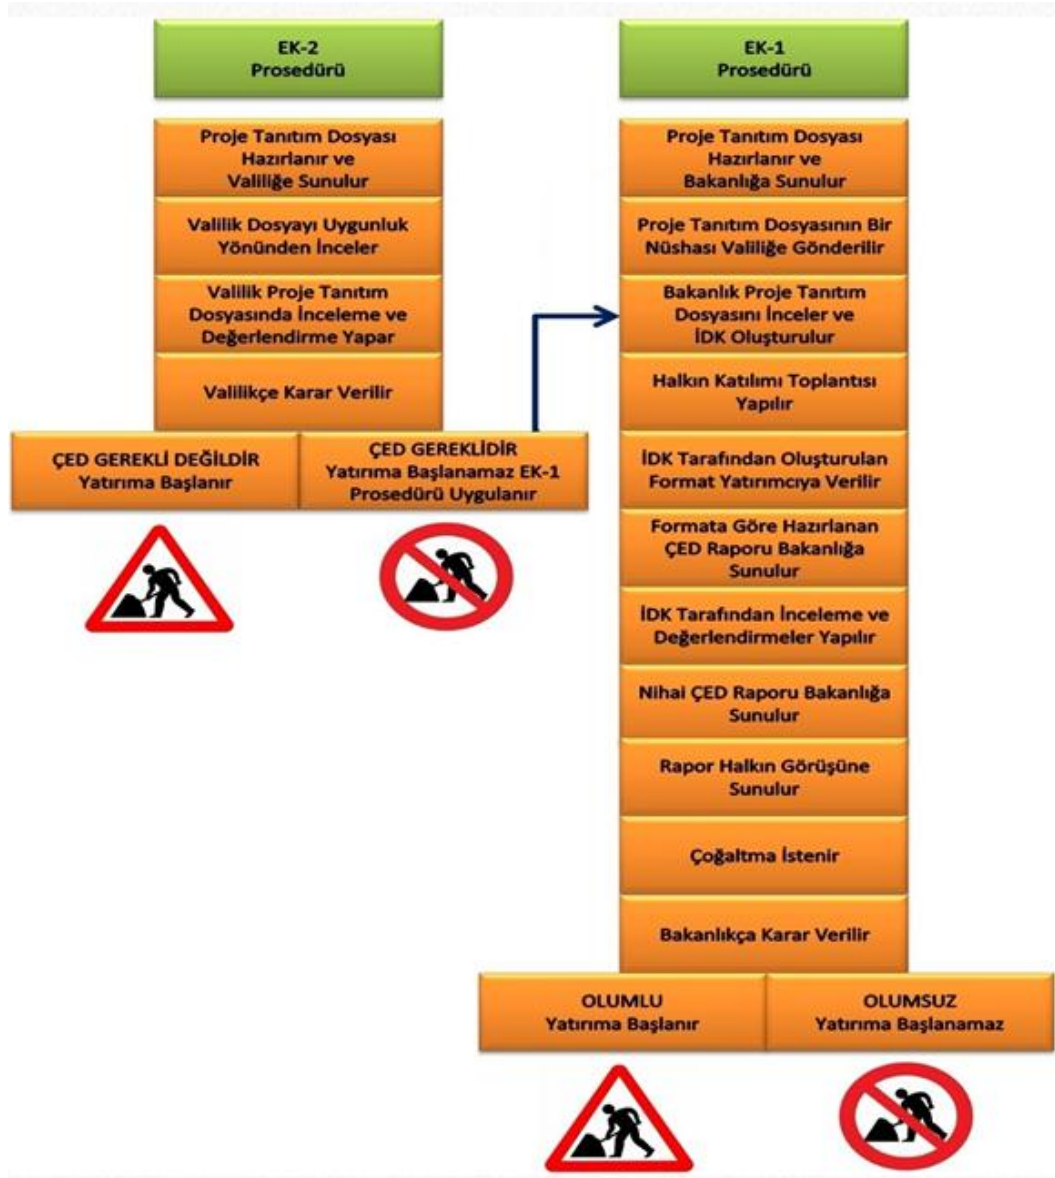 EK-2
Prosedürü
Proje Tanıtım Dosyası
Hazırlanır ve
Valiliğe Sunulur
Valilik Dosyayı Uygunluk
Yönünden İnceler
Valilik Proje Tanıtım
Dosyasında İnceleme ve
Değerlendirme Yapar
Valilikçe Karar Verilir
ÇED GEREKLİ DEĞİLDİR
Yatırıma Başlanır
ÇED GEREKLİDİR
Yatırıma Başlanamaz EK-1
Prosedürü Uygulanır
EK-1
Prosedürü
Proje Tanıtım Dosyası
Hazırlanır ve
Bakanlığa Sunulur
Proje Tanıtım Dosyasının Bir
Nüshası Valiliğe Gönderilir
Bakanlık Proje Tanıtım
Dosyasını İnceler ve
İDK Oluşturulur
Halkın Katılımı Toplantısı
Yapılır
İDK Tarafından Oluşturulan
Format Yatırımcıya Verilir
Formata Göre Hazırlanan
ÇED Raporu Bakanlığa
Sunulur
İDK Tarafından İnceleme ve
Değerlendirmeler Yapılır
Nihai ÇED Raporu Bakanlığa
Sunulur
Rapor Halkın Görüşüne
Sunulur
Çoğaltma İstenir
Bakanlıkça Karar Verilir
OLUMLU
Yatırıma Başlanır
OLUMSUZ
Yatırıma Başlanamaz